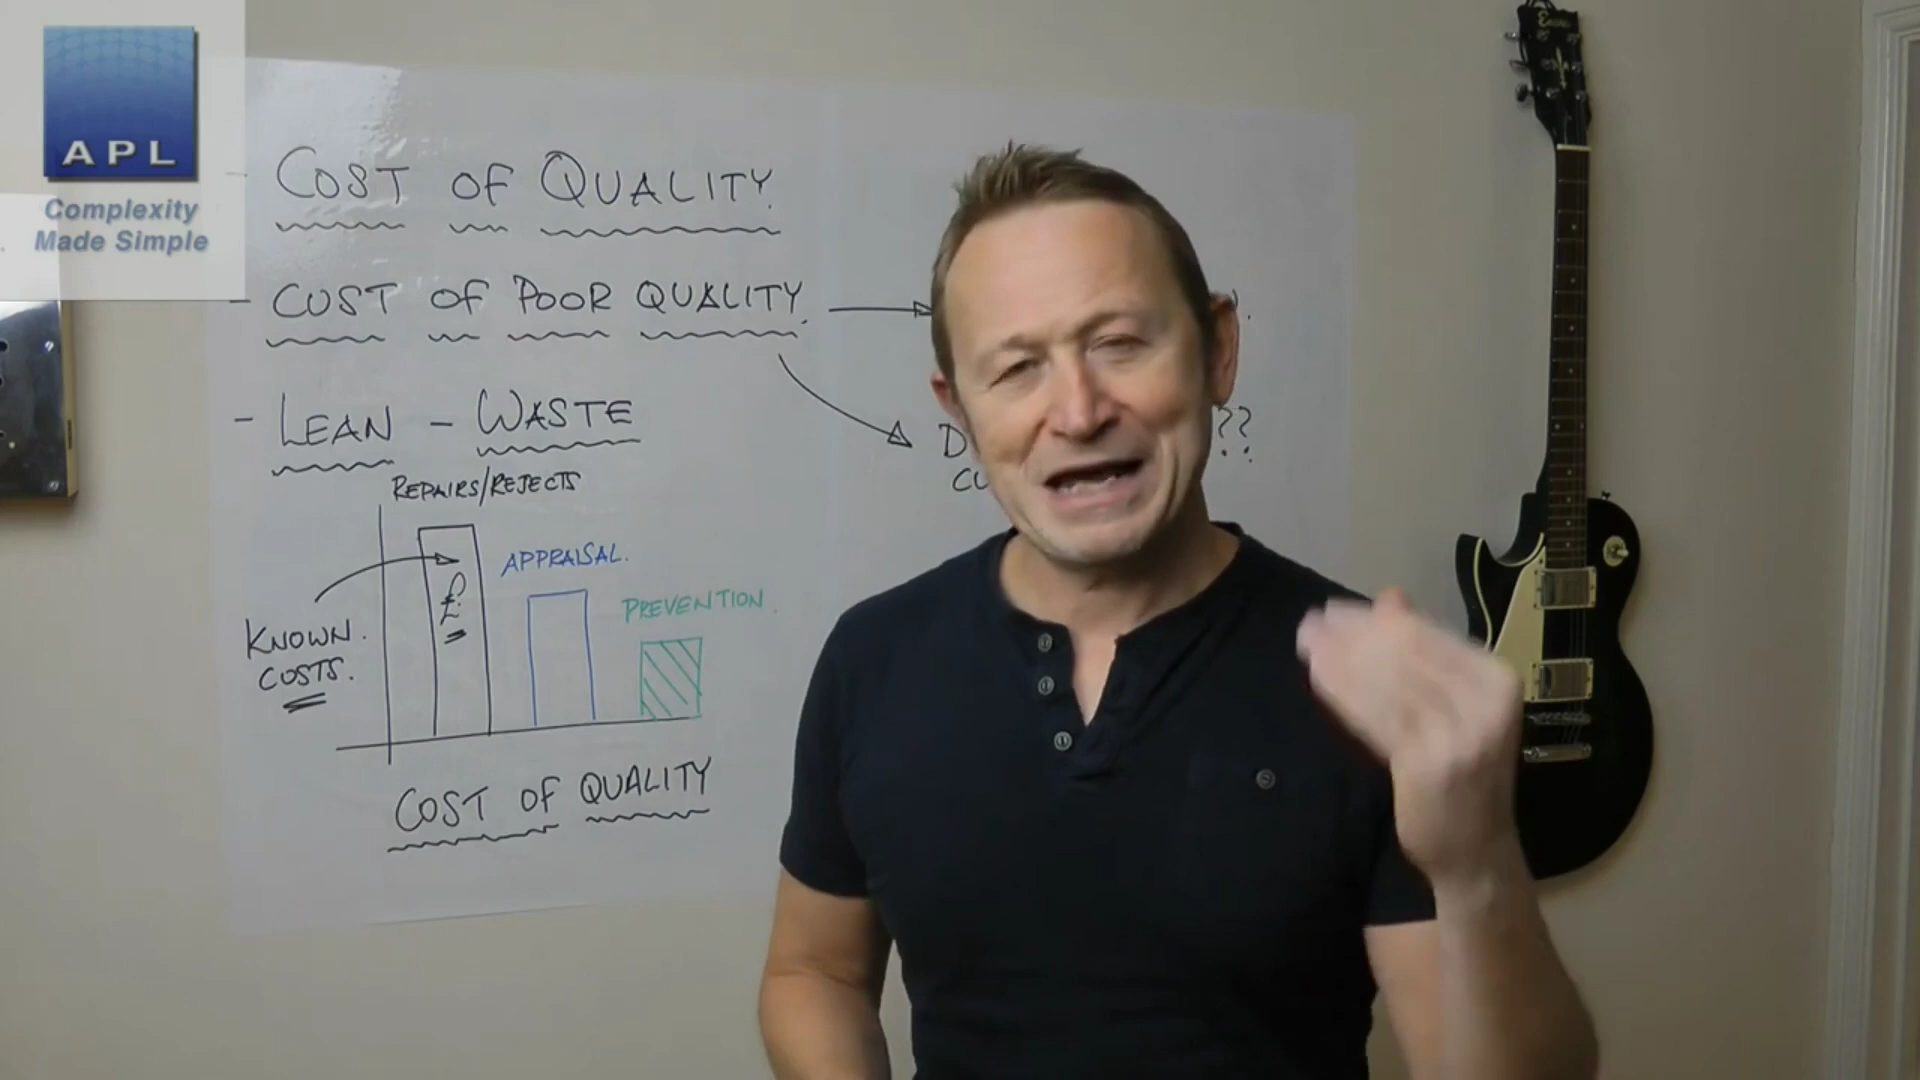 APL
Complexity
Made Simple
- COST OF QUALITY.
- COST OF POOR QUALITY.
- LEAN - WASTE
??
REPAIRS/REJECTS
APPRAISAL.
£
PREVENTION.
KNOWN.
COSTS.
COST OF QUALITY